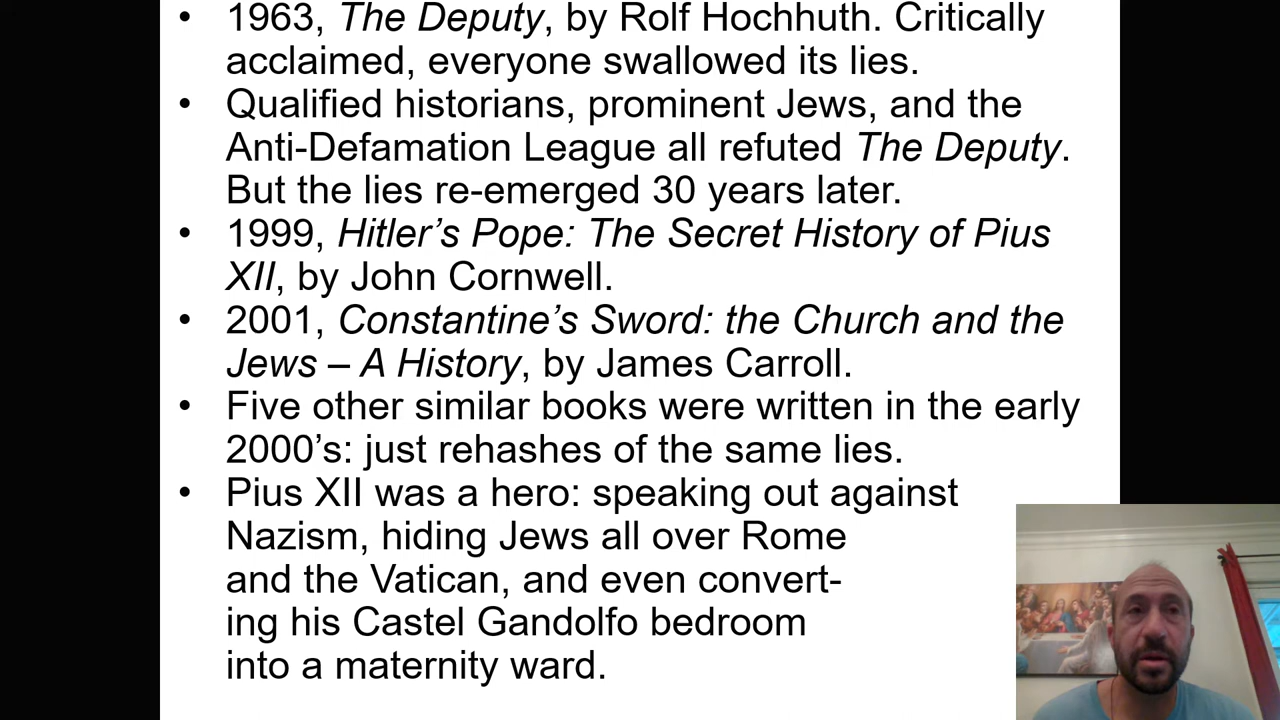 • 1963, The Deputy, by Rolf Hochhuth. Critically
acclaimed, everyone swallowed its lies.
• Qualified historians, prominent Jews, and the
Anti-Defamation League all refuted The Deputy.
But the lies re-emerged 30 years later.
• 1999, Hitler’s Pope: The Secret History of Pius
XII, by John Cornwell.
• 2001, Constantine’s Sword: the Church and the
Jews – A History, by James Carroll.
• Five other similar books were written in the early
2000’s: just rehashes of the same lies.
• Pius XII was a hero: speaking out against
Nazism, hiding Jews all over Rome
and the Vatican, and even convert-
ing his Castel Gandolfo bedroom
into a maternity ward.